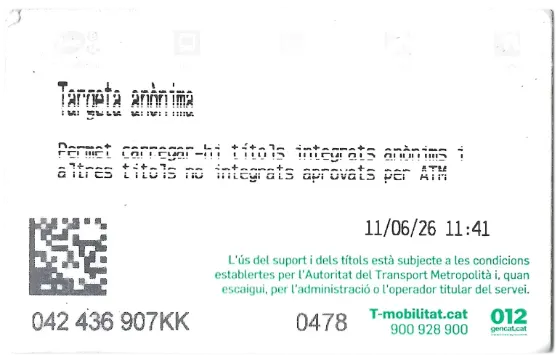 Targeta anònima
Permet carregar-hi títols integrats anònims i
altres títols no integrats aprovats per ATM
11/06/26 11:41
L'ús del suport i dels títols està subjecte a les condicions
establertes per l'Autoritat del Transport Metropolità i, quan
escaigui, per l'administració o l'operador titular del servei.
042 436 907KK
0478
T-mobilitat.cat
900 928 900
012
gencat.cat